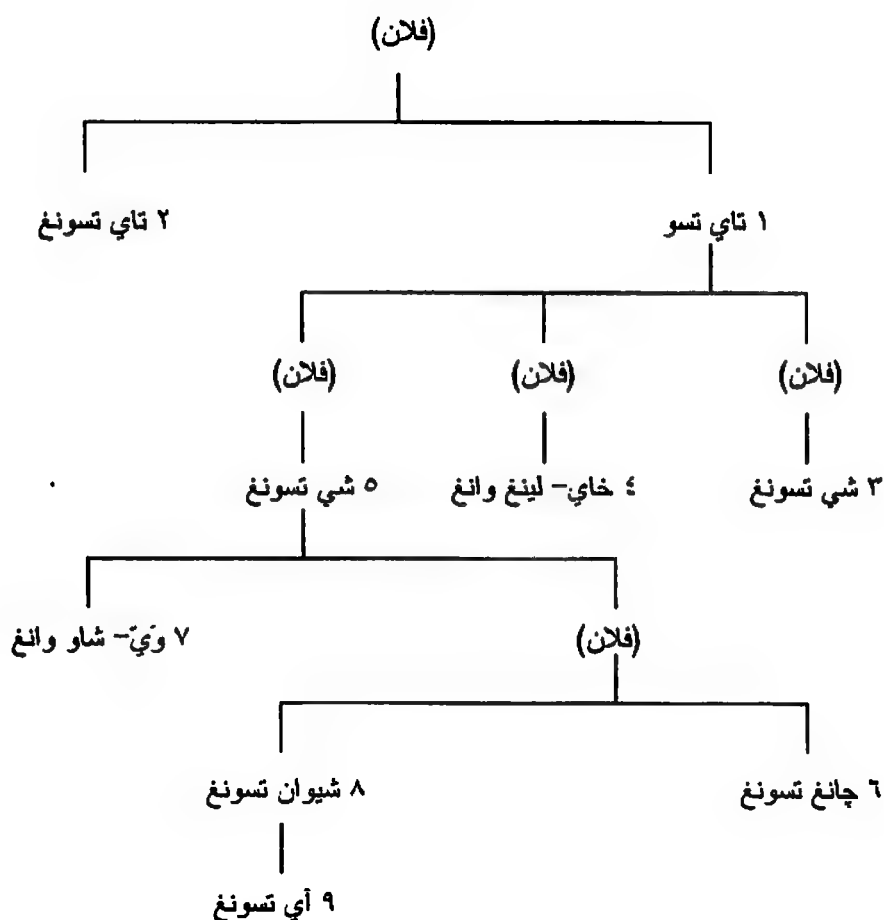 (فلان)
١ تاي تسو ٢ تاي تسونغ
(فلان) (فلان) (فلان)
٣ شي تسونغ ٤ خاي- لينغ وانغ ٥ شي تسونغ
(فلان) ٧ وَيّ- شاو وانغ
٦ چانغ تسونغ ٨ شيوان تسونغ
٩ أي تسونغ